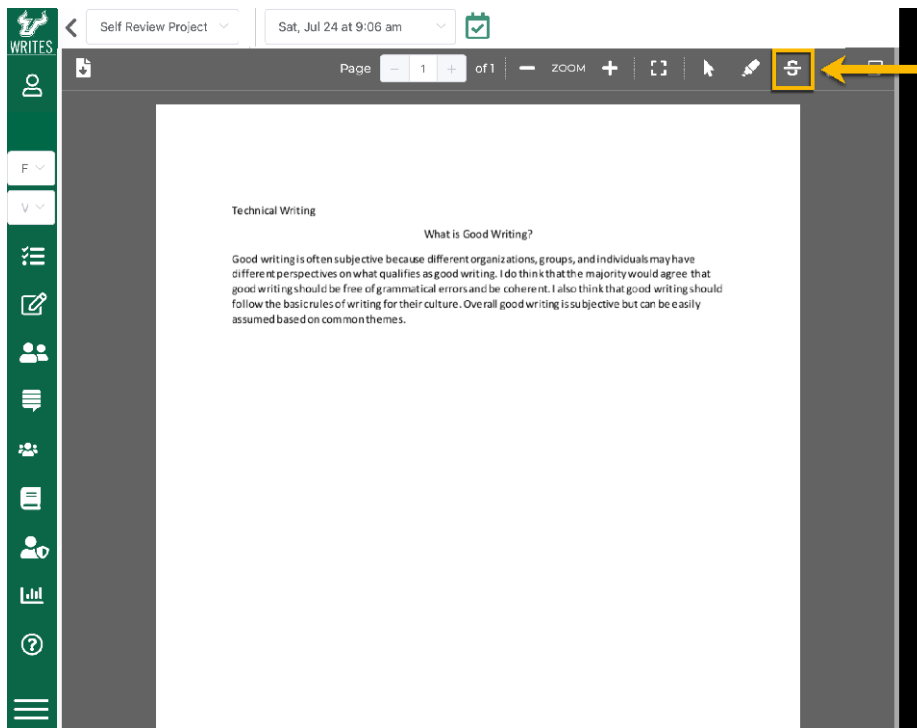 WRITES
Self Review Project
Sat, Jul 24 at 9:06 am
Page 1 of 1 ZOOM
F
V
Technical Writing
What is Good Writing?
Good writing is often subjective because different organizations, groups, and individuals may have
different perspectives on what qualifies as good writing. I do think that the majority would agree that
good writing should be free of grammatical errors and be coherent. I also think that good writing should
follow the basic rules of writing for their culture. Overall good writing is subjective but can be easily
assumed based on common themes.